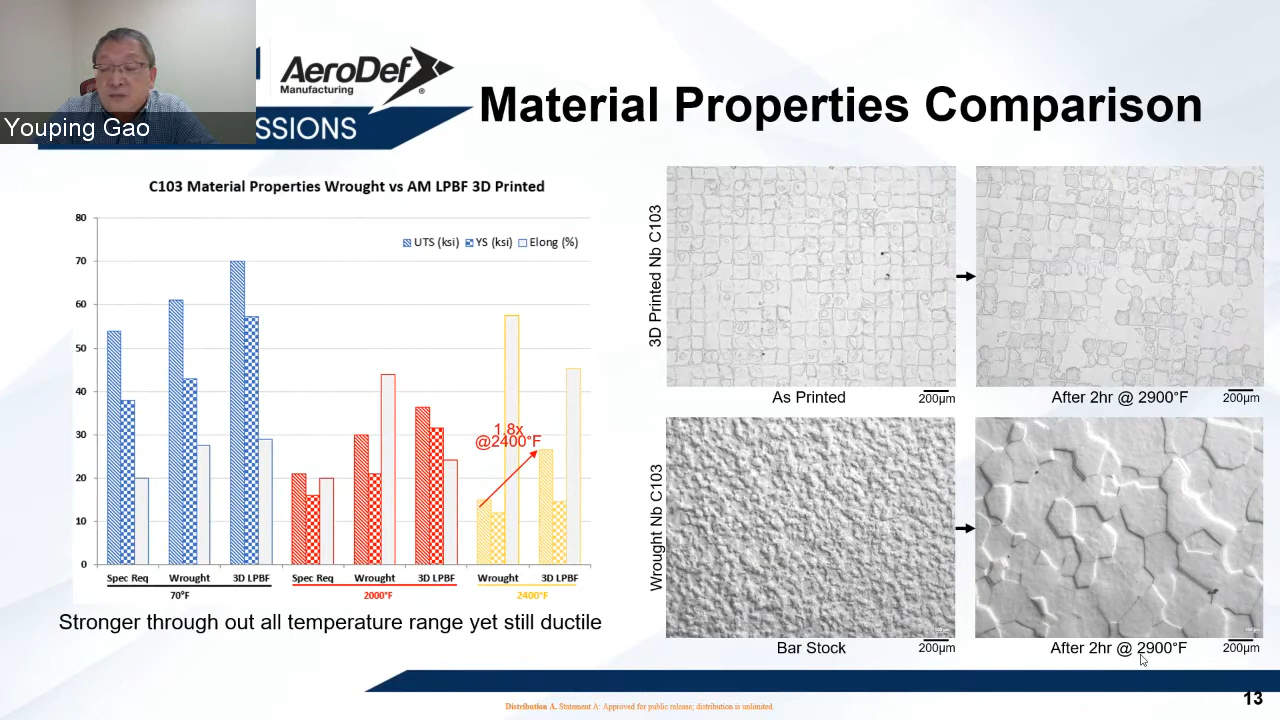 Youping Gao
AeroDef
Manufacturing
®
SSIONS
Material Properties Comparison
C103 Material Properties Wrought vs AM LPBF 3D Printed
UTS (ksi) YS (ksi) Elong (%)
80
70
60
50
40
30
20
10
0
1.8x
@2400°F
Spec Req Wrought 3D LPBF Spec Req Wrought 3D LPBF Wrought 3D LPBF
70°F 2000°F 2400°F
Stronger through out all temperature range yet still ductile
3D Printed Nb C103
As Printed 200µm After 2hr @ 2900°F 200µm
Wrought Nb C103
Bar Stock 200µm After 2hr @ 2900°F 200µm
Distribution A. Statement A: Approved for public release; distribution is unlimited.
13